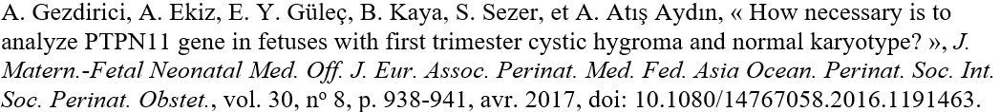 A. Gezdirici, A. Ekiz, E. Y. Güleç, B. Kaya, S. Sezer, et A. Atış Aydın, « How necessary is to
analyze PTPN11 gene in fetuses with first trimester cystic hygroma and normal karyotype? », J.
Matern.-Fetal Neonatal Med. Off. J. Eur. Assoc. Perinat. Med. Fed. Asia Ocean. Perinat. Soc. Int.
Soc. Perinat. Obstet., vol. 30, nᵒ 8, p. 938-941, avr. 2017, doi: 10.1080/14767058.2016.1191463.